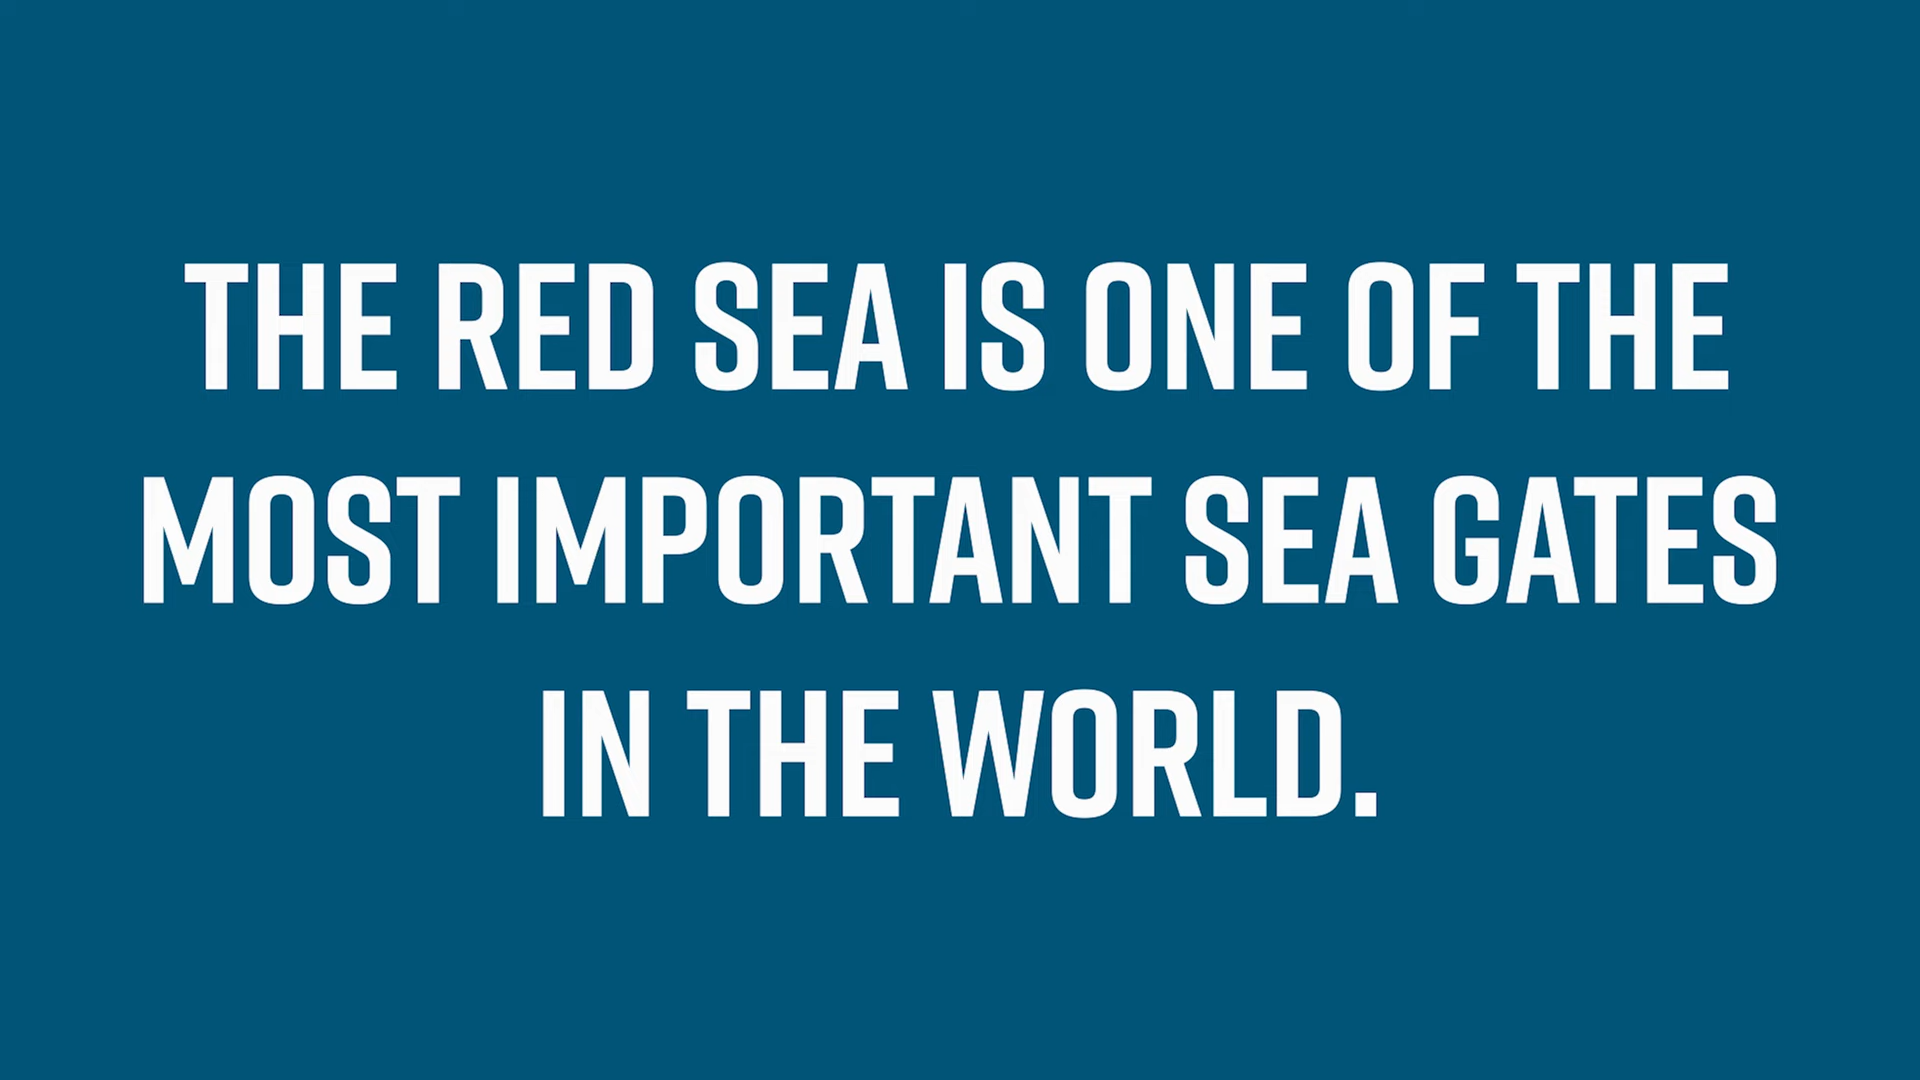 THE RED SEA IS ONE OF THE
MOST IMPORTANT SEA GATES
IN THE WORLD.